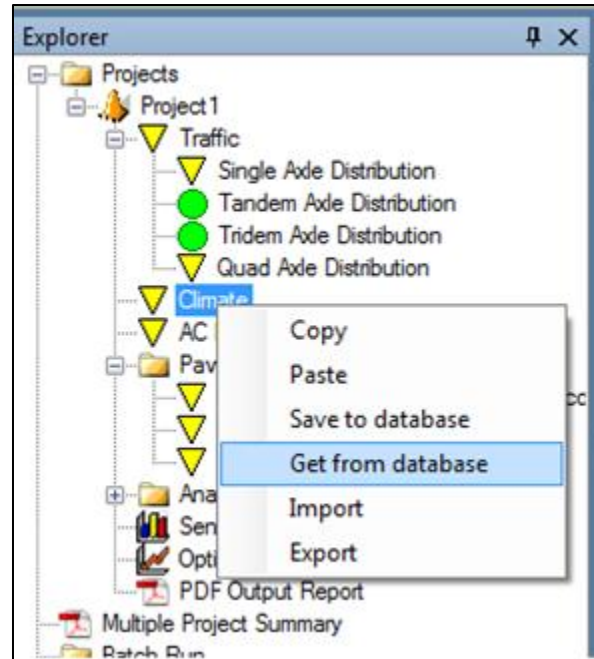 Explorer
Projects
Project1
Traffic
Single Axle Distribution
Tandem Axle Distribution
Tridem Axle Distribution
Quad Axle Distribution
Climate
AC
Pav
Ana
Sen
Opti
PDF Output Report
Multiple Project Summary
Batch Run
Copy
Paste
Save to database
Get from database
Import
Export